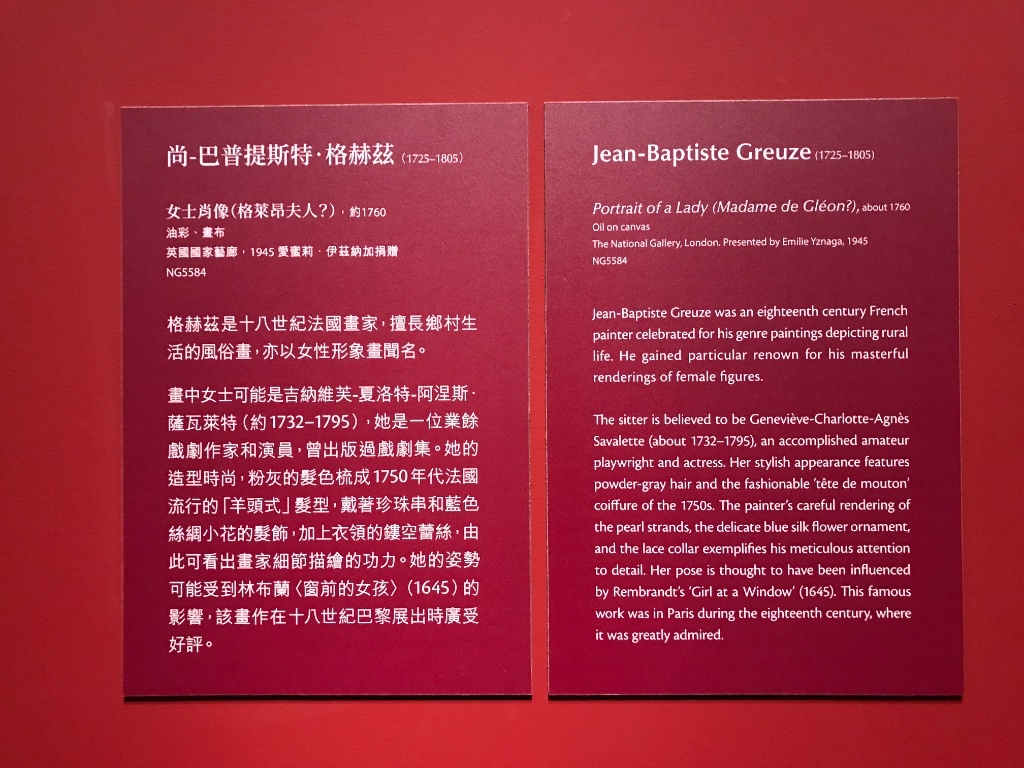 尚-巴普提斯特·格赫茲（1725–1805）
女士肖像（格萊昂夫人？），約1760
油彩、畫布
英國國家藝廊，1945 愛蜜莉．伊茲納加捐贈
NG5584
格赫茲是十八世紀法國畫家，擅長鄉村生
活的風俗畫，亦以女性形象畫聞名。
畫中女士可能是吉納維芙-夏洛特-阿涅斯·
薩瓦萊特（約1732–1795），她是一位業餘
戲劇作家和演員，曾出版過戲劇集。她的
造型時尚，粉灰的髮色梳成1750年代法國
流行的「羊頭式」髮型，戴著珍珠串和藍色
絲綢小花的髮飾，加上衣領的鏤空蕾絲，由
此可看出畫家細節描繪的功力。她的姿勢
可能受到林布蘭〈窗前的女孩〉（1645）的
影響，該畫作在十八世紀巴黎展出時廣受
好評。
Jean-Baptiste Greuze (1725–1805)
Portrait of a Lady (Madame de Gléon?), about 1760
Oil on canvas
The National Gallery, London. Presented by Emilie Yznaga, 1945
NG5584
Jean-Baptiste Greuze was an eighteenth century French
painter celebrated for his genre paintings depicting rural
life. He gained particular renown for his masterful
renderings of female figures.
The sitter is believed to be Geneviève-Charlotte-Agnès
Savalette (about 1732–1795), an accomplished amateur
playwright and actress. Her stylish appearance features
powder-gray hair and the fashionable ‘tête de mouton’
coiffure of the 1750s. The painter’s careful rendering of
the pearl strands, the delicate blue silk flower ornament,
and the lace collar exemplifies his meticulous attention
to detail. Her pose is thought to have been influenced
by Rembrandt’s ‘Girl at a Window’ (1645). This famous
work was in Paris during the eighteenth century, where
it was greatly admired.